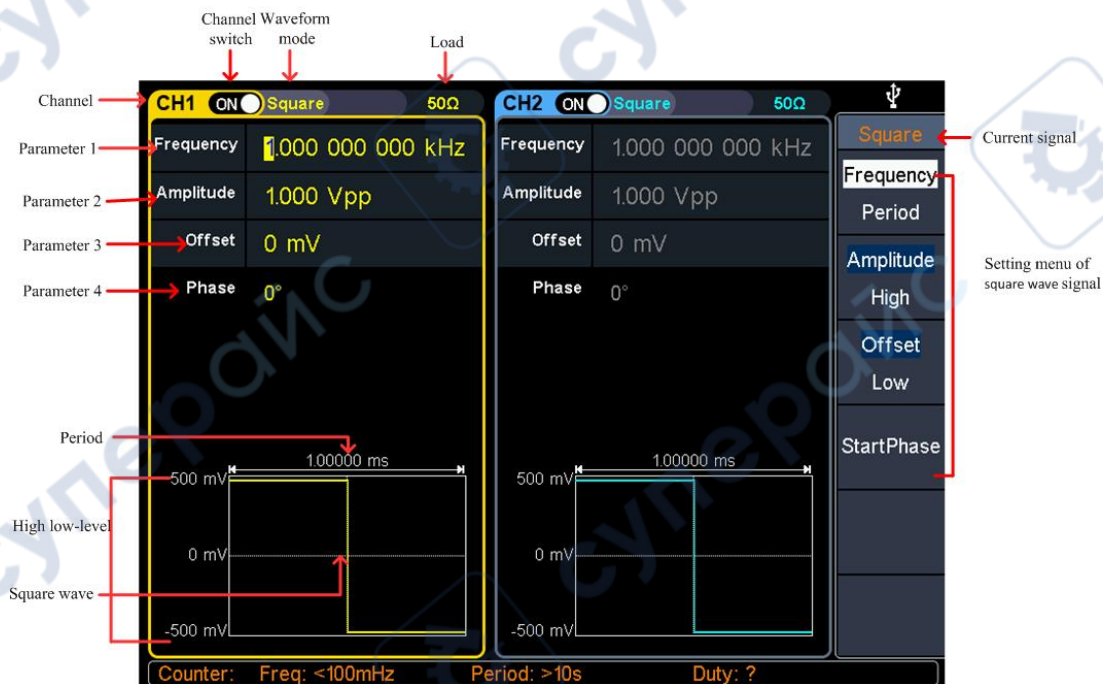 Channel Waveform
switch mode
Load
Channel
CH1 ON Square 50Ω
CH2 ON Square 50Ω
Parameter 1
Frequency 1.000 000 000 kHz
Frequency 1.000 000 000 kHz
Square
Current signal
Parameter 2
Amplitude 1.000 Vpp
Amplitude 1.000 Vpp
Frequency
Period
Parameter 3
Offset 0 mV
Offset 0 mV
Amplitude
High
Setting menu of
square wave signal
Parameter 4
Phase 0°
Phase 0°
Offset
Low
StartPhase
Period
1.00000 ms
1.00000 ms
500 mV
500 mV
High low-level
0 mV
0 mV
Square wave
-500 mV
-500 mV
Counter: Freq: <100mHz Period: >10s Duty: ?
суперайс
суперайс